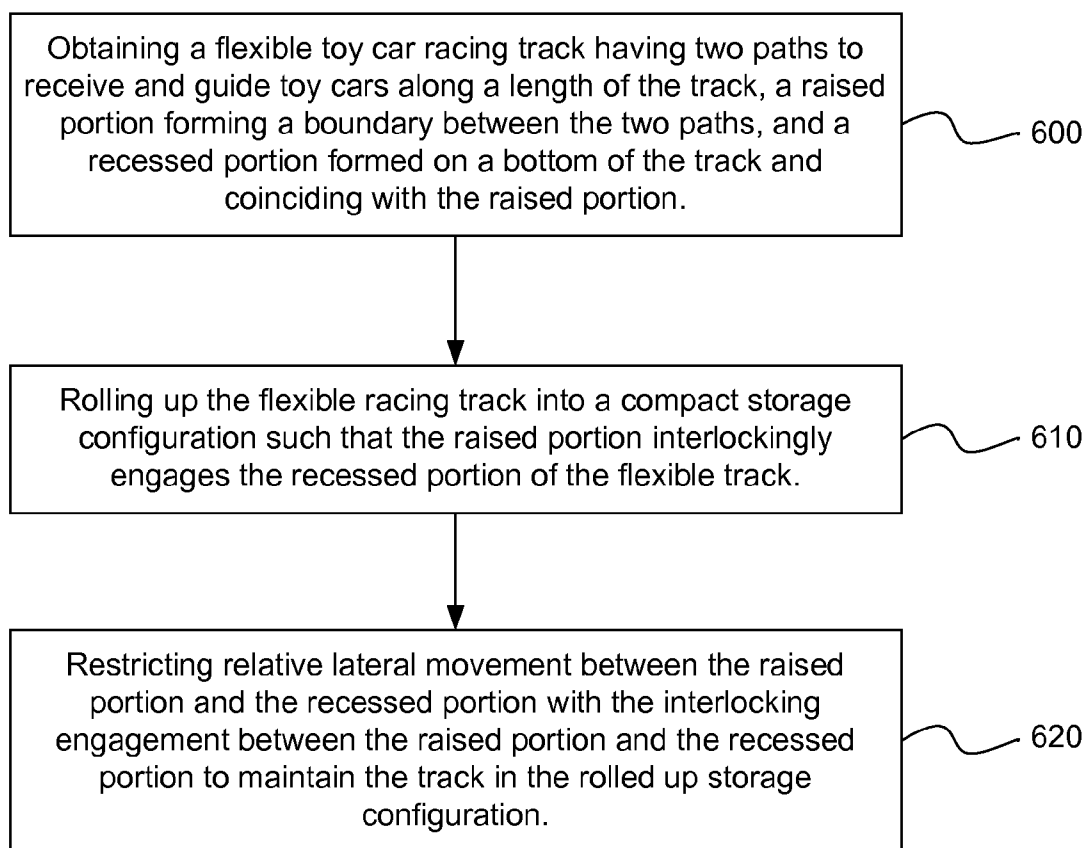 Obtaining a flexible toy car racing track having two paths to
receive and guide toy cars along a length of the track, a raised
portion forming a boundary between the two paths, and a
recessed portion formed on a bottom of the track and
coinciding with the raised portion.
600
Rolling up the flexible racing track into a compact storage
configuration such that the raised portion interlockingly
engages the recessed portion of the flexible track.
610
Restricting relative lateral movement between the raised
portion and the recessed portion with the interlocking
engagement between the raised portion and the recessed
portion to maintain the track in the rolled up storage
configuration.
620